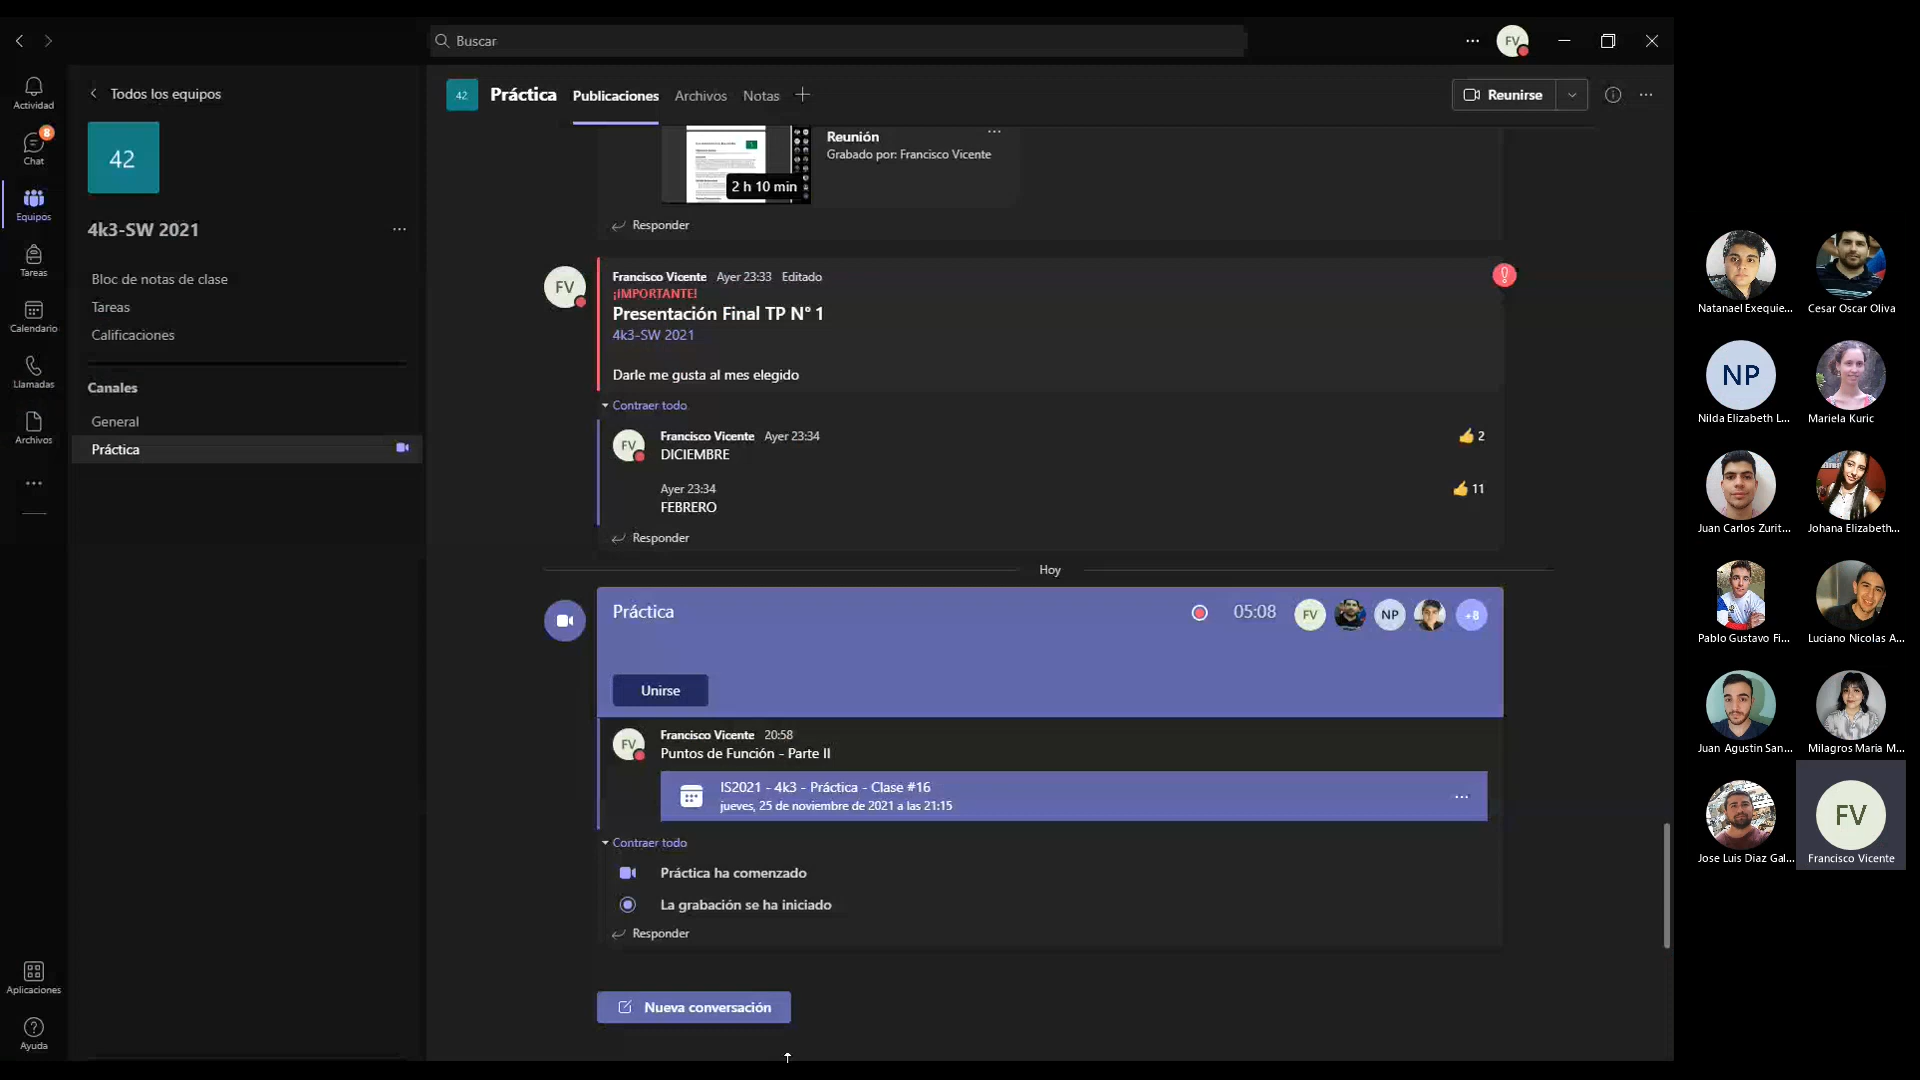 Buscar
FV
Actividad
8
Chat
Equipos
Tareas
Calendario
Llamadas
Archivos
Aplicaciones
Ayuda
Todos los equipos
42
4k3-SW 2021
Bloc de notas de clase
Tareas
Calificaciones
Canales
General
Práctica
42
Práctica
Publicaciones
Archivos
Notas
Reunirse
Reunión
Grabado por: Francisco Vicente
2 h 10 min
Responder
FV
Francisco Vicente Ayer 23:33 Editado
¡IMPORTANTE!
Presentación Final TP N° 1
4k3-SW 2021
Darle me gusta al mes elegido
Contraer todo
FV
Francisco Vicente Ayer 23:34
2
DICIEMBRE
Ayer 23:34
11
FEBRERO
Responder
Hoy
Práctica
05:08
FV
NP
+8
Unirse
FV
Francisco Vicente 20:58
Puntos de Función - Parte II
IS2021 - 4k3 - Práctica - Clase #16
jueves, 25 de noviembre de 2021 a las 21:15
Contraer todo
Práctica ha comenzado
La grabación se ha iniciado
Responder
Nueva conversación
Natanael Exequie...
Cesar Oscar Oliva
NP
Nilda Elizabeth L...
Mariela Kuric
Juan Carlos Zurit...
Johana Elizabeth...
Pablo Gustavo Fi...
Luciano Nicolas A...
Juan Agustin San...
Milagros Maria M...
Jose Luis Diaz Gal...
FV
Francisco Vicente